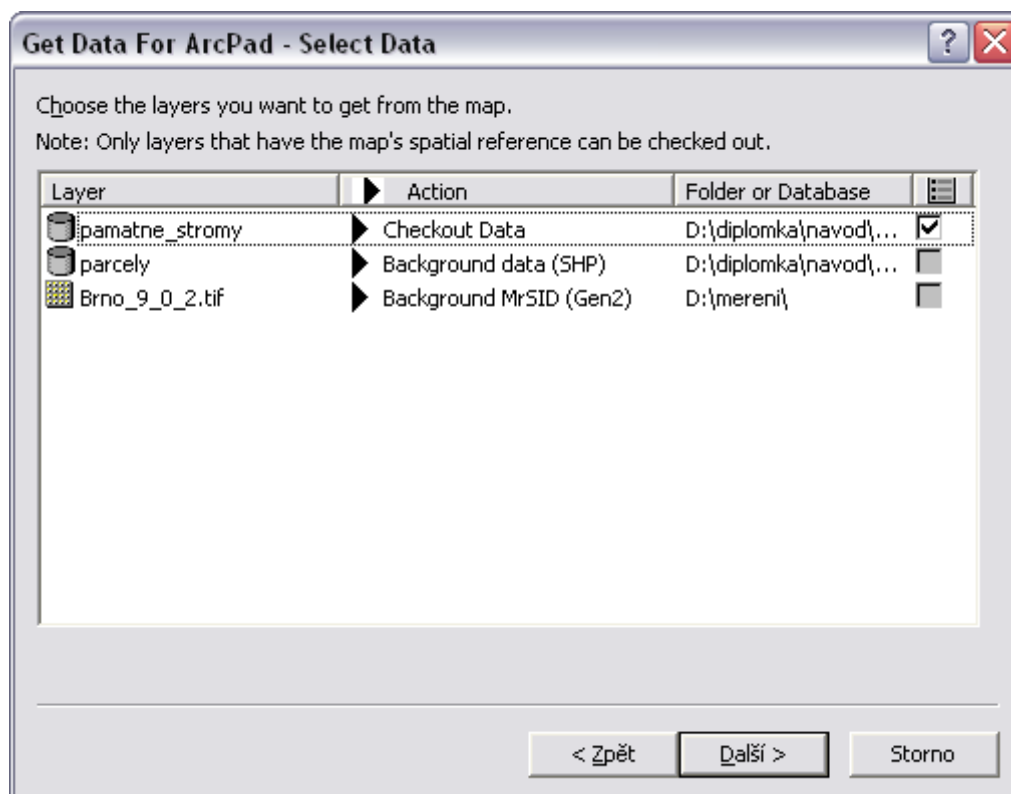 Get Data For ArcPad - Select Data
Choose the layers you want to get from the map.
Note: Only layers that have the map's spatial reference can be checked out.
Layer Action Folder or Database
pamatne_stromy Checkout Data D:\diplomka\navod\...
parcely Background data (SHP) D:\diplomka\navod\...
Brno_9_0_2.tif Background MrSID (Gen2) D:\mereni\
< Zpět Další > Storno